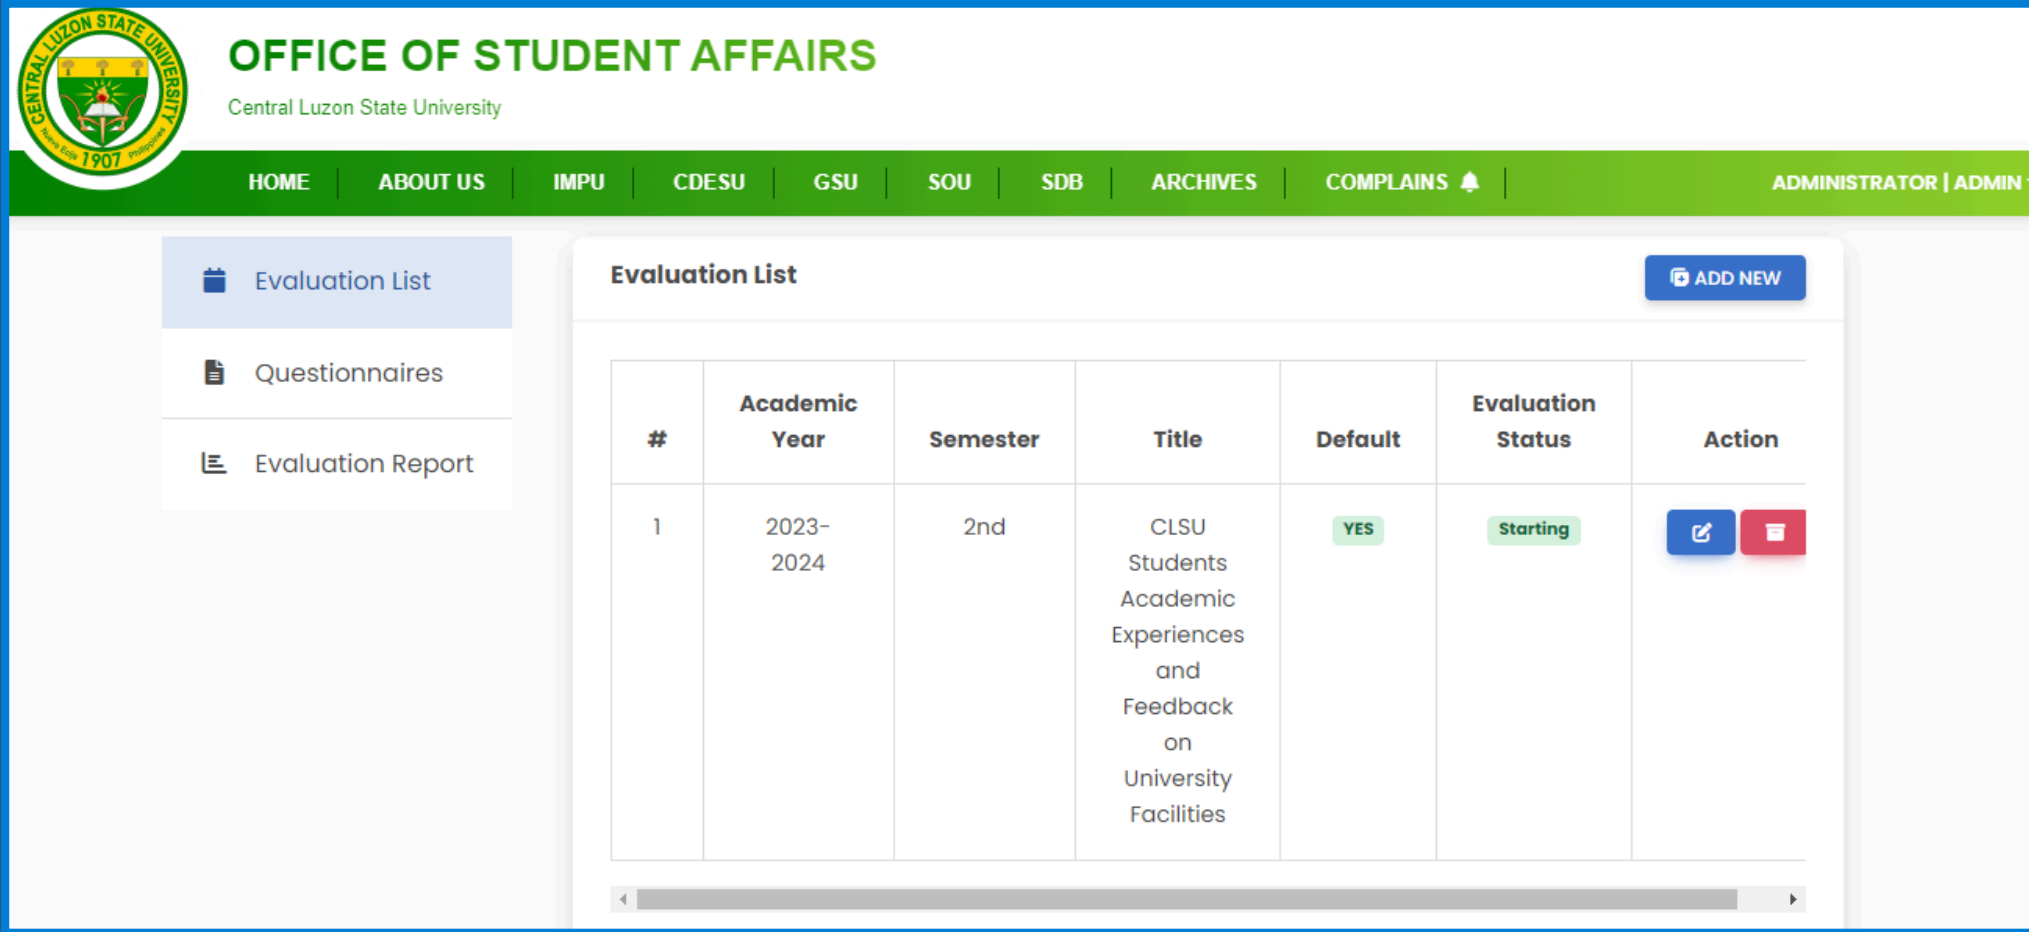 CENTRAL LUZON STATE UNIVERSITY
Nueva Ecija Philippines
1907
OFFICE OF STUDENT AFFAIRS
Central Luzon State University
HOME
ABOUT US
IMPU
CDESU
GSU
SOU
SDB
ARCHIVES
COMPLAINS
ADMINISTRATOR | ADMIN
Evaluation List
Questionnaires
Evaluation Report
Evaluation List
ADD NEW
#
Academic
Year
Semester
Title
Default
Evaluation
Status
Action
1
2023-
2024
2nd
CLSU
Students
Academic
Experiences
and
Feedback
on
University
Facilities
YES
Starting